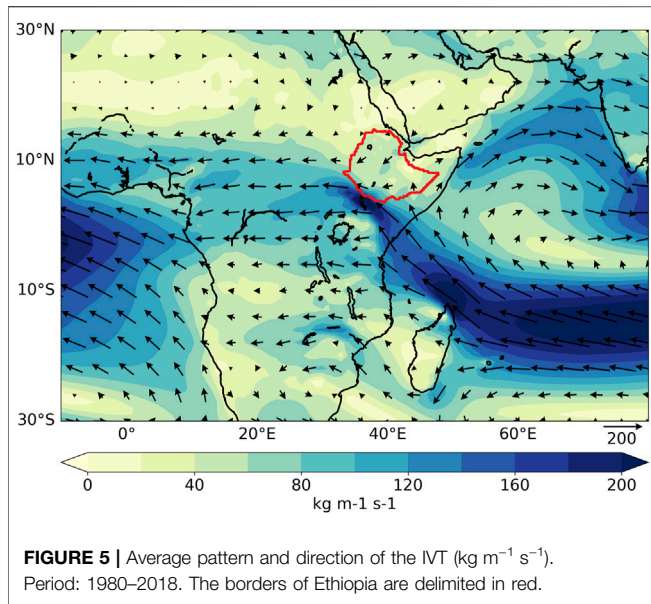 30°N
10°N
10°S
30°S
0°
20°E
40°E
60°E
200
0
40
80
120
160
200
kg m-1 s-1
FIGURE 5 | Average pattern and direction of the IVT (kg m⁻¹ s⁻¹).
Period: 1980–2018. The borders of Ethiopia are delimited in red.